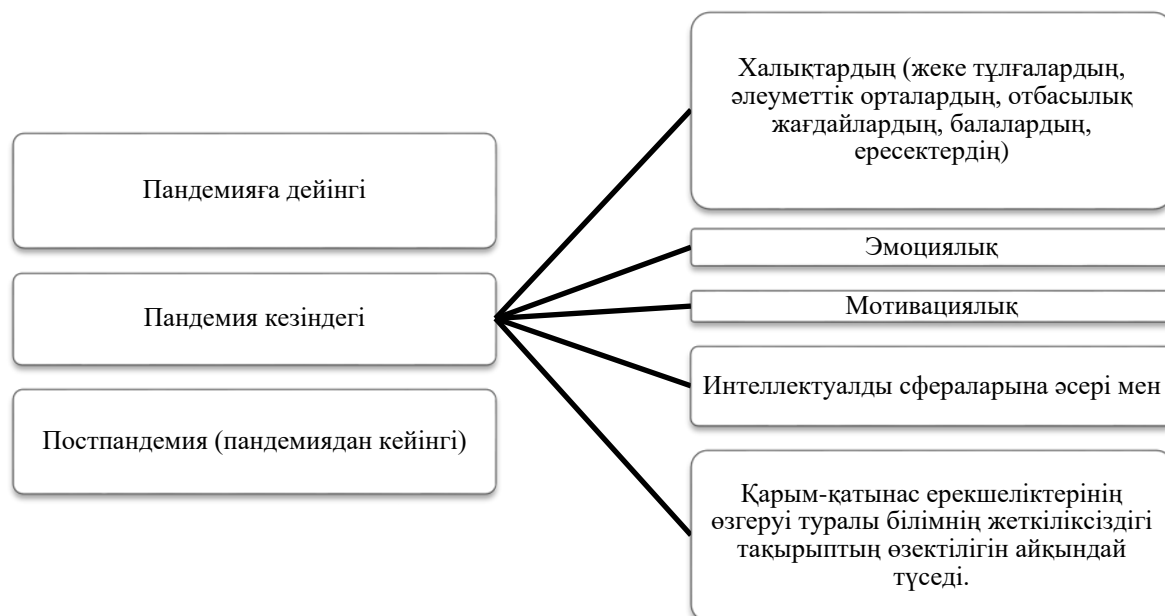 Пандемияға дейінгі
Пандемия кезіндегі
Постпандемия (пандемиядан кейінгі)
Халықтардың (жеке тұлғалардың,
әлеуметтік орталардың, отбасылық
жағдайлардың, балалардың,
ересектердің)
Эмоциялық
Мотивациялық
Интеллектуалды сфераларына әсері мен
Қарым-қатынас ерекшеліктерінің
өзгеруі туралы білімнің жеткіліксіздігі
тақырыптың өзектілігін айқындай
түседі.